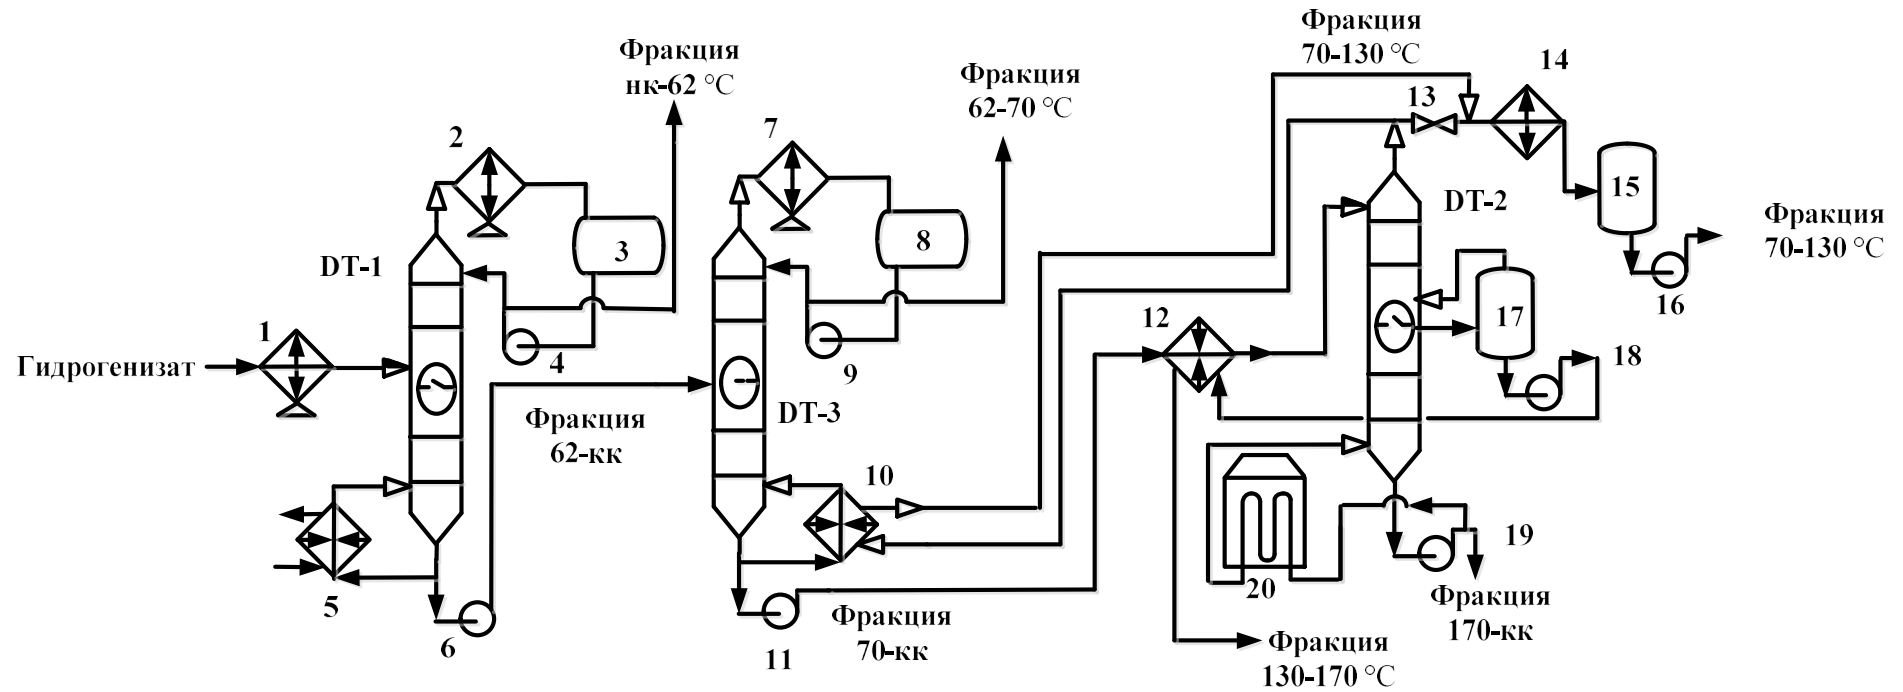 Фракция
70-130 °C
14
Фракция
нк-62 °C
Фракция
62-70 °C
13
2
7
15
DT-2
Фракция
70-130 °C
3
8
DT-1
16
1
12
17
Гидрогенизат
4
9
18
DT-3
Фракция
62-кк
10
19
5
20
Фракция
170-кк
6
11
Фракция
70-кк
Фракция
130-170 °C